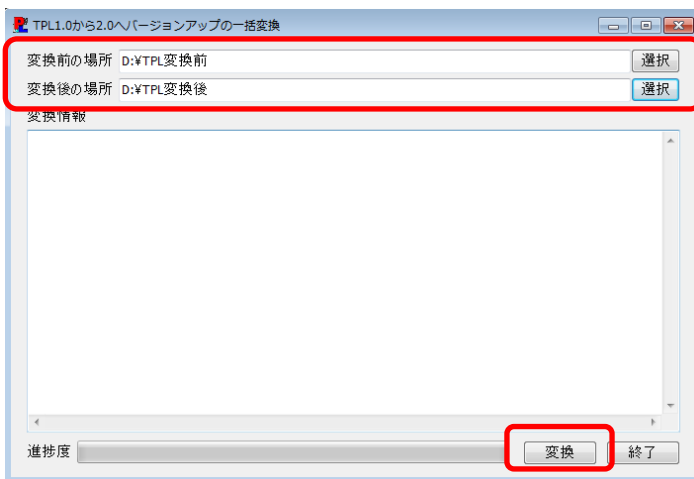 TPL1.0から2.0へバージョンアップの一括変換
変換前の場所 D:¥TPL変換前 選択
変換後の場所 D:¥TPL変換後 選択
変換情報
進捗度 変換 終了